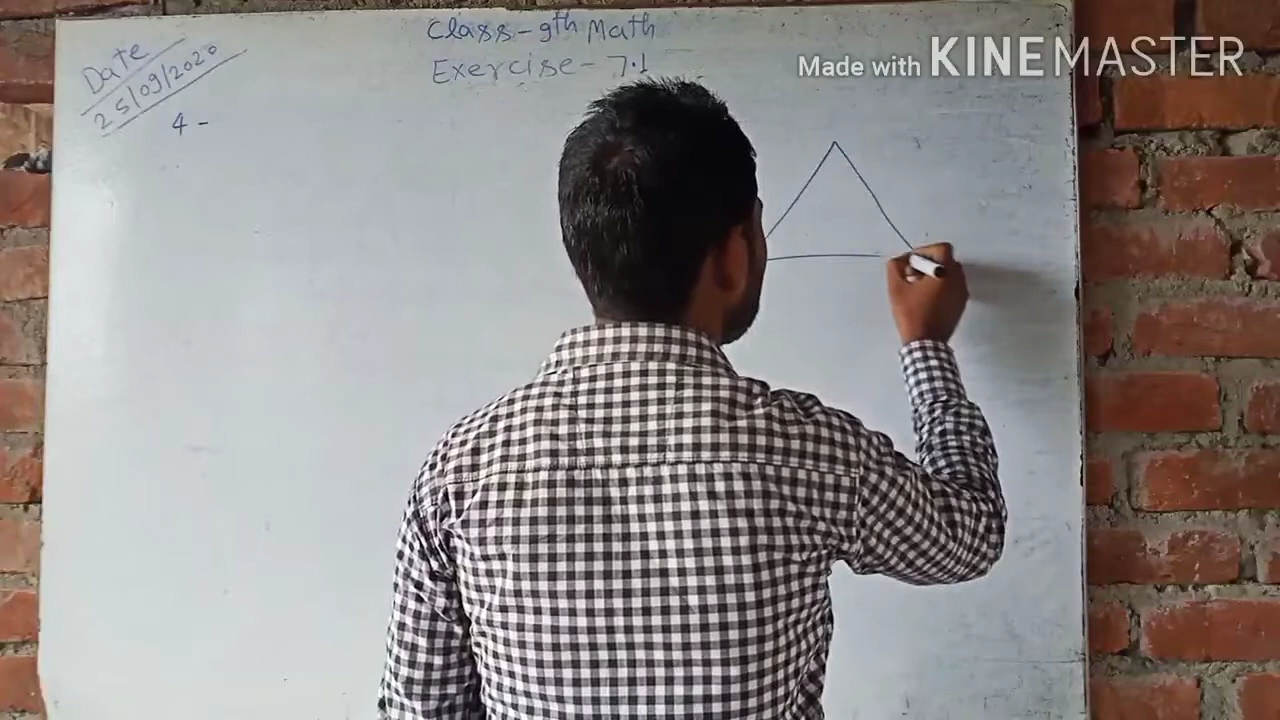 Class-9th Math
Exercise-7.1
Date
25/09/2020
4-
Made with KINEMASTER